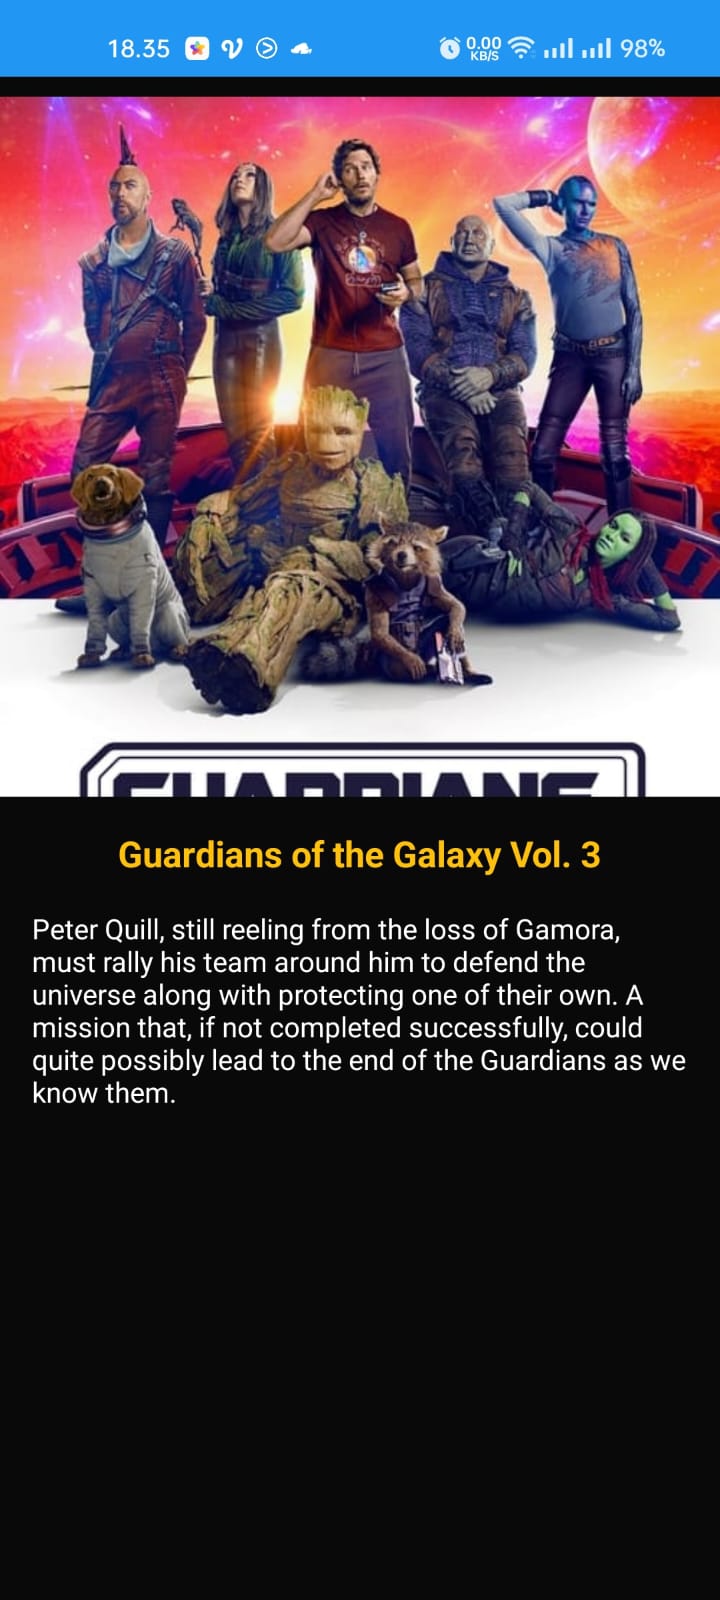 18.35
0.00
KB/S
98%
GUARDIANS
Guardians of the Galaxy Vol. 3
Peter Quill, still reeling from the loss of Gamora,
must rally his team around him to defend the
universe along with protecting one of their own. A
mission that, if not completed successfully, could
quite possibly lead to the end of the Guardians as we
know them.